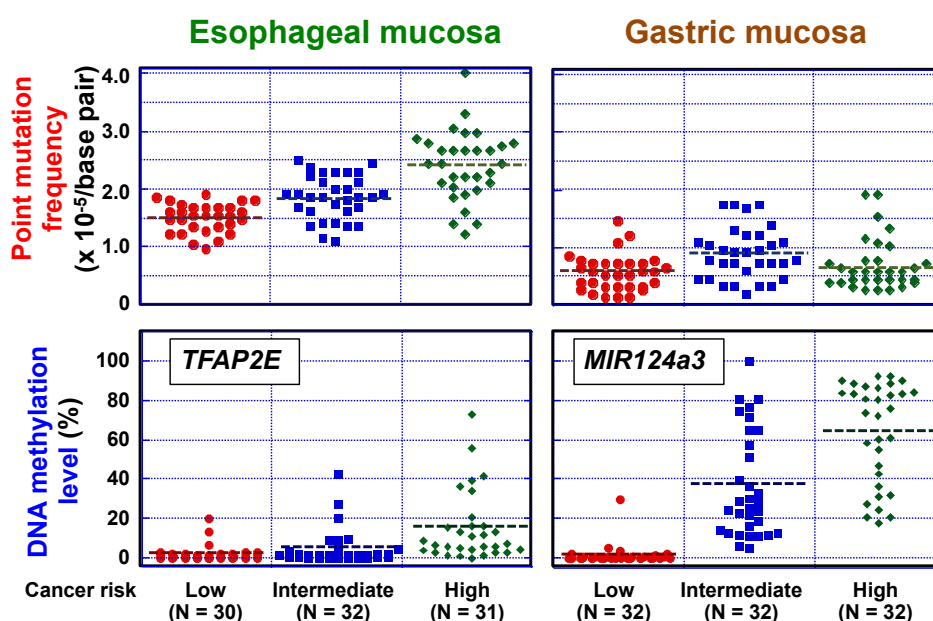 Esophageal mucosa
Gastric mucosa
Point mutation
frequency
(x 10⁻⁵/base pair)
4.0
3.0
2.0
1.0
0
DNA methylation
level (%)
100
80
60
40
20
0
TFAP2E
MIR124a3
Cancer risk
Low
(N = 30)
Intermediate
(N = 32)
High
(N = 31)
Low
(N = 32)
Intermediate
(N = 32)
High
(N = 32)